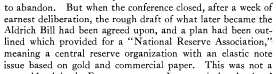 to abandon. But when the conference closed, after a week of
earnest deliberation, the rough draft of what later became the
Aldrich Bill had been agreed upon, and a plan had been out-
lined which provided for a "National Reserve Association,"
meaning a central reserve organization with an elastic note
issue based on gold and commercial paper. This was not a